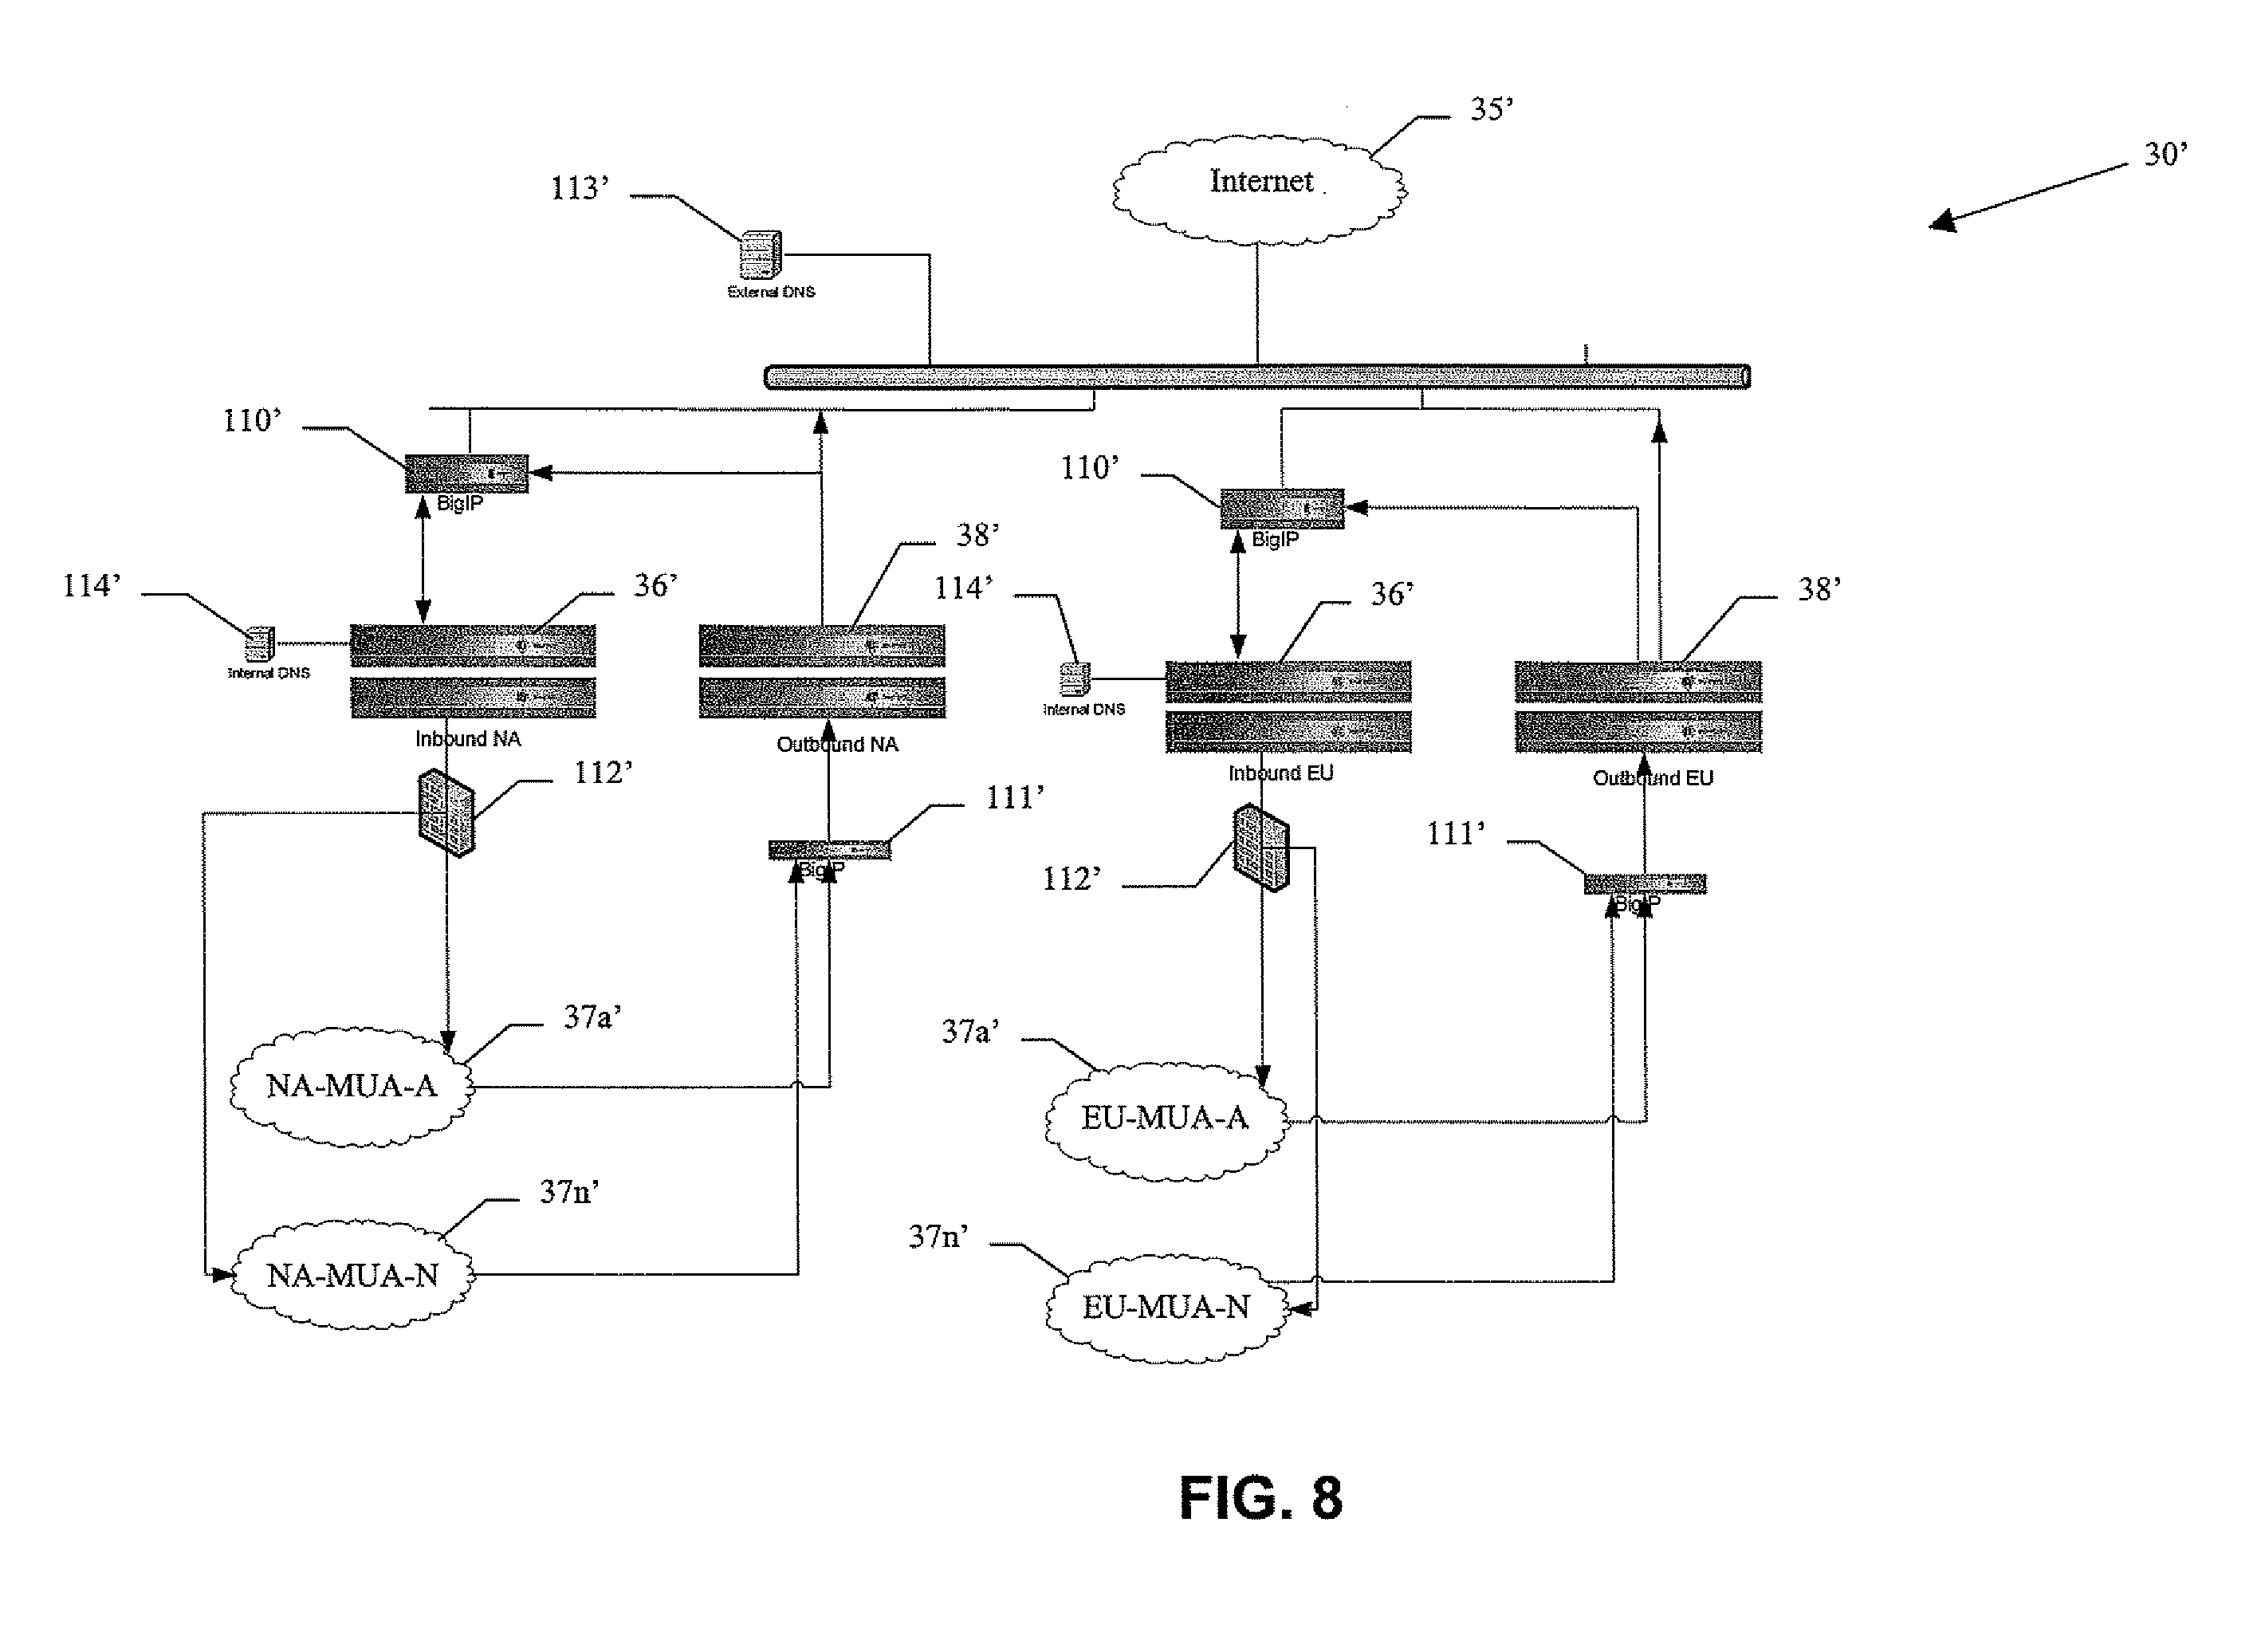 35’
30’
Internet
113’
External DNS
110’
BigIP
110’
BigIP
38’
114’
36’
114’
36’
38’
Internal DNS
Internal DNS
Inbound NA
Outbound NA
Inbound EU
Outbound EU
112’
111’
BigIP
112’
111’
BigIP
37a’
NA-MUA-A
37a’
EU-MUA-A
37n’
NA-MUA-N
37n’
EU-MUA-N
FIG. 8